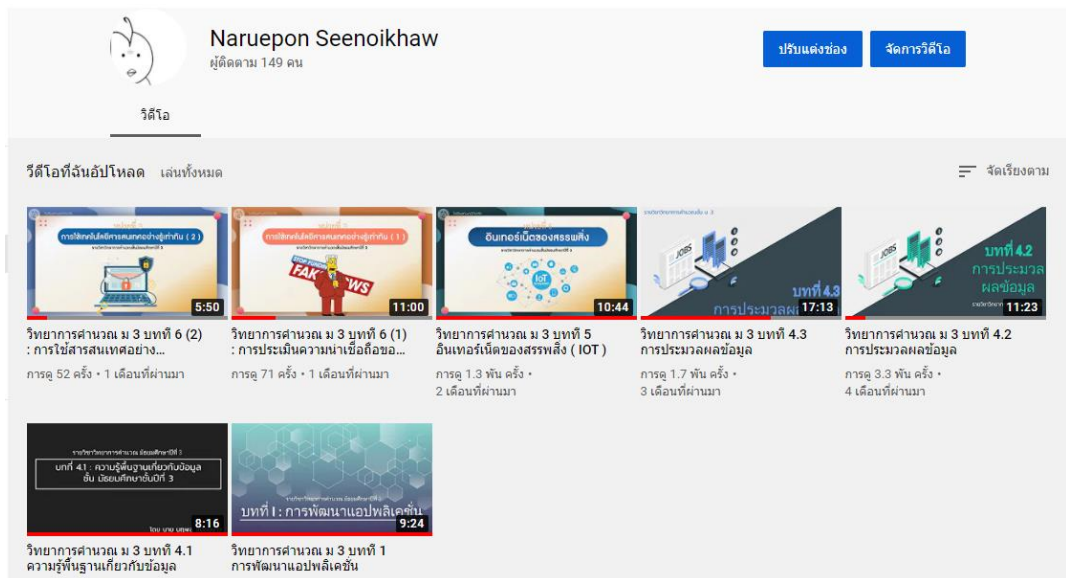 Naruepon Seenoikhaw
ผู้ติดตาม 149 คน
ปรับแต่งช่อง
จัดการวิดีโอ
วิดีโอ
วิดีโอที่ฉันอัปโหลด
เล่นทั้งหมด
จัดเรียงตาม
การใช้เทคโนโลยีสารสนเทศอย่างรู้เท่าทัน ( 2 )
5:50
การใช้เทคโนโลยีสารสนเทศอย่างรู้เท่าทัน ( 1 )
FAKE NEWS
11:00
อินเทอร์เน็ตของสรรพสิ่ง
IoT
10:44
JOBS
บทที่ 4.3
การประมวลผล
17:13
JOBS
บทที่ 4.2
การประมวล
ผลข้อมูล
11:23
วิทยาการคำนวณ ม 3 บทที่ 6 (2)
: การใช้สารสนเทศอย่าง...
การดู 52 ครั้ง • 1 เดือนที่ผ่านมา
วิทยาการคำนวณ ม 3 บทที่ 6 (1)
: การประเมินความน่าเชื่อถือขอ...
การดู 71 ครั้ง • 1 เดือนที่ผ่านมา
วิทยาการคำนวณ ม 3 บทที่ 5
อินเทอร์เน็ตของสรรพสิ่ง ( IOT )
การดู 1.3 พัน ครั้ง •
2 เดือนที่ผ่านมา
วิทยาการคำนวณ ม 3 บทที่ 4.3
การประมวลผลข้อมูล
การดู 1.7 พัน ครั้ง •
3 เดือนที่ผ่านมา
วิทยาการคำนวณ ม 3 บทที่ 4.2
การประมวลผลข้อมูล
การดู 3.3 พัน ครั้ง •
4 เดือนที่ผ่านมา
รายวิชาวิทยาการคำนวณ มัธยมศึกษาปีที่ 3
บทที่ 4.1 : ความรู้พื้นฐานเกี่ยวกับข้อมูล
ชั้น มัธยมศึกษาชั้นปีที่ 3
8:16
บทที่ 1 : การพัฒนาแอปพลิเคชั่น
9:24
วิทยาการคำนวณ ม 3 บทที่ 4.1
ความรู้พื้นฐานเกี่ยวกับข้อมูล
วิทยาการคำนวณ ม 3 บทที่ 1
การพัฒนาแอปพลิเคชัน